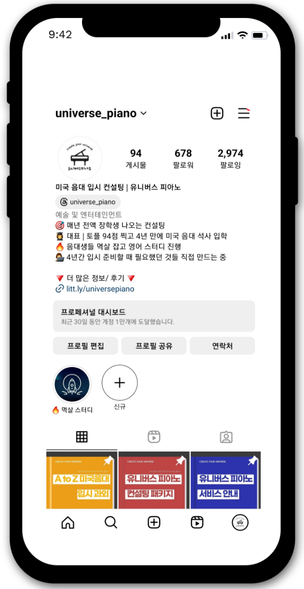 9:42
universe_piano
94 678 2,974
게시물 팔로워 팔로잉
미국 음대 입시 컨설팅 | 유니버스 피아노
universe_piano
예술 및 엔터테인먼트
🎯 매년 전액 장학생 나오는 컨설팅
👩‍🎓 대표 | 토플 94점 찍고 4년 만에 미국 음대 석사 입학
🔥 음대생들 멱살 잡고 영어 스터디 진행
💁 4년간 입시 준비할 때 필요했던 것들 직접 만드는 중
🔻 더 많은 정보/ 후기 🔻
litt.ly/universepiano
프로페셔널 대시보드
최근 30일 동안 계정 1만개에 도달했습니다.
프로필 편집 프로필 공유 연락처
🔥 멱살 스터디 신규
A to Z 미국음대 유니버스 피아노 유니버스 피아노
입시 과외 컨설팅 패키지 서비스 안내